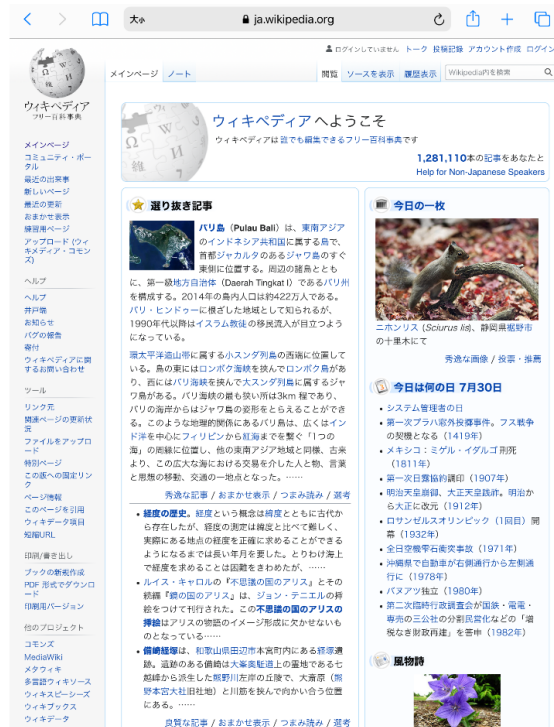 大小
ja.wikipedia.org
ログインしていません トーク 投稿記録 アカウント作成 ログイン
メインページ ノート
閲覧 ソースを表示 履歴表示 Wikipedia内を検索
ウィキペディア
フリー百科事典
メインページ
コミュニティ・ポー
タル
最近の出来事
新しいページ
最近の更新
おまかせ表示
練習用ページ
アップロード (ウィ
キメディア・コモン
ズ)
ヘルプ
ヘルプ
井戸端
お知らせ
バグの報告
寄付
ウィキペディアに関
するお問い合わせ
ツール
リンク元
関連ページの更新状
況
ファイルをアップロ
ード
特別ページ
この版への固定リン
ク
ページ情報
このページを引用
ウィキデータ項目
短縮URL
印刷/書き出し
ブックの新規作成
PDF 形式でダウンロ
ード
印刷用バージョン
他のプロジェクト
コモンズ
MediaWiki
メタウィキ
多言語ウィキソース
ウィキスピーシーズ
ウィキブックス
ウィキデータ
ウィキペディアへようこそ
ウィキペディアは誰でも編集できるフリー百科事典です
1,281,110本の記事をあなたと
Help for Non-Japanese Speakers
選り抜き記事
バリ島（Pulau Bali）は、東南アジア
のインドネシア共和国に属する島で、
首都ジャカルタのあるジャワ島のすぐ
東側に位置する。周辺の諸島ととも
に、第一級地方自治体（Daerah Tingkat I）であるバリ州
を構成する。2014年の島内人口は約422万人である。
バリ・ヒンドゥーに根ざした地域として知られるが、
1990年代以降はイスラム教徒の移民流入が目立つよう
になっている。
環太平洋造山帯に属する小スンダ列島の西端に位置して
いる。島の東にはロンボク海峡を挟んでロンボク島があ
り、西にはバリ海峡を挟んで大スンダ列島に属するジャ
ワ島がある。バリ海峡の最も狭い所は3km 程であり、
バリの海岸からはジャワ島の姿形をとらえることができ
る。このような地理的関係にあるバリ島は、広くはイン
ド洋を中心にフィリピンから紅海までを繋ぐ「1つの
海」の周縁に位置し、他の東南アジア地域と同様、古来
より、この広大な海における交易を介した人と物、言葉
と思想の移動、交通の一地点となった。……
秀逸な記事 / おまかせ表示 / つまみ読み / 選考
経度の歴史。経度という概念は緯度とともに古代か
ら存在したが、経度の測定は緯度と比べて難しく、
実際にある地点の経度を正確に求めることができる
ようになるまでは長い年月を要した。とりわけ海上
で経度を求めることは困難をきわめたが、……
ルイス・キャロルの『不思議の国のアリス』とその
続編『鏡の国のアリス』は、ジョン・テニエルの挿
絵をつけて刊行された。この不思議の国のアリスの
挿絵はアリスの物語のイメージ形成に欠かせないも
のとなっている……
備崎経塚は、和歌山県田辺市本宮町内にある経塚遺
跡。遺跡のある備崎は大峯奥駈道上の霊地である七
越峰から派生した熊野川左岸の丘陵で、大斎原（熊
野本宮大社旧社地）と川筋を挟んで向かい合う位置
にある。……
良質な記事 / おまかせ表示 / つまみ読み / 選考
今日の一枚
ニホンリス (Sciurus lis)、静岡県裾野市
の十里木にて
秀逸な画像 / 投票・推薦
今日は何の日 7月30日
システム管理者の日
第一次プラハ窓外投擲事件。フス戦争
の契機となる（1419年）
メキシコ：ミゲル・イダルゴ刑死
（1811年）
第一次日露協約調印（1907年）
明治天皇崩御、大正天皇践祚。明治か
ら大正に改元（1912年）
ロサンゼルスオリンピック（1回目）開
幕（1932年）
全日空機雫石衝突事故（1971年）
沖縄県で自動車が右側通行から左側通
行に（1978年）
バヌアツ独立（1980年）
第二次臨時行政調査会が国鉄・電電・
専売の三公社の分割民営化などの「増
税なき財政再建」を答申（1982年）
風物詩